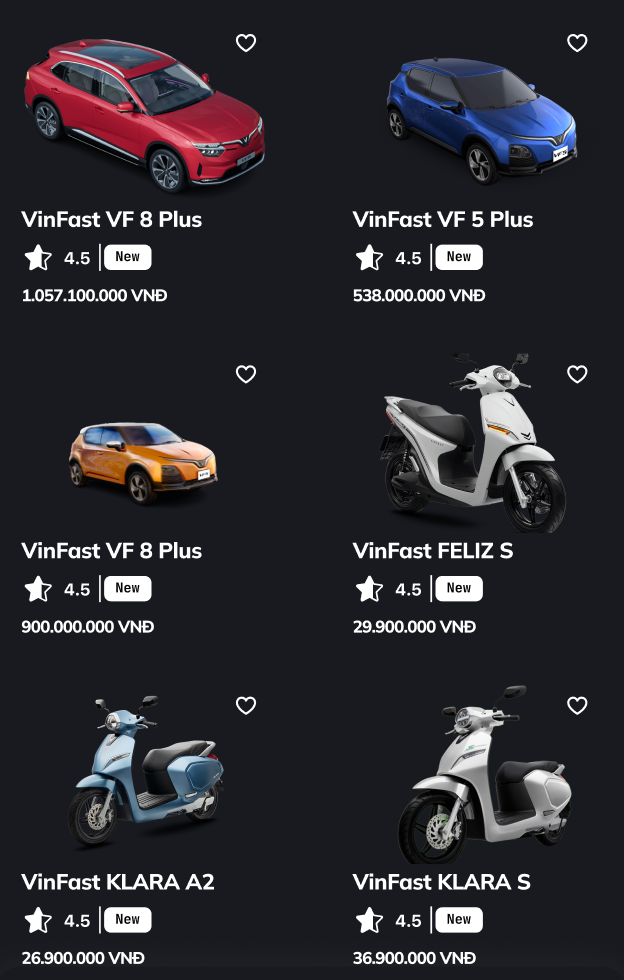 VinFast VF 8 Plus
4.5 New
1.057.100.000 VNĐ
VinFast VF 5 Plus
4.5 New
538.000.000 VNĐ
VinFast VF 8 Plus
4.5 New
900.000.000 VNĐ
VinFast FELIZ S
4.5 New
29.900.000 VNĐ
VinFast KLARA A2
4.5 New
26.900.000 VNĐ
VinFast KLARA S
4.5 New
36.900.000 VNĐ